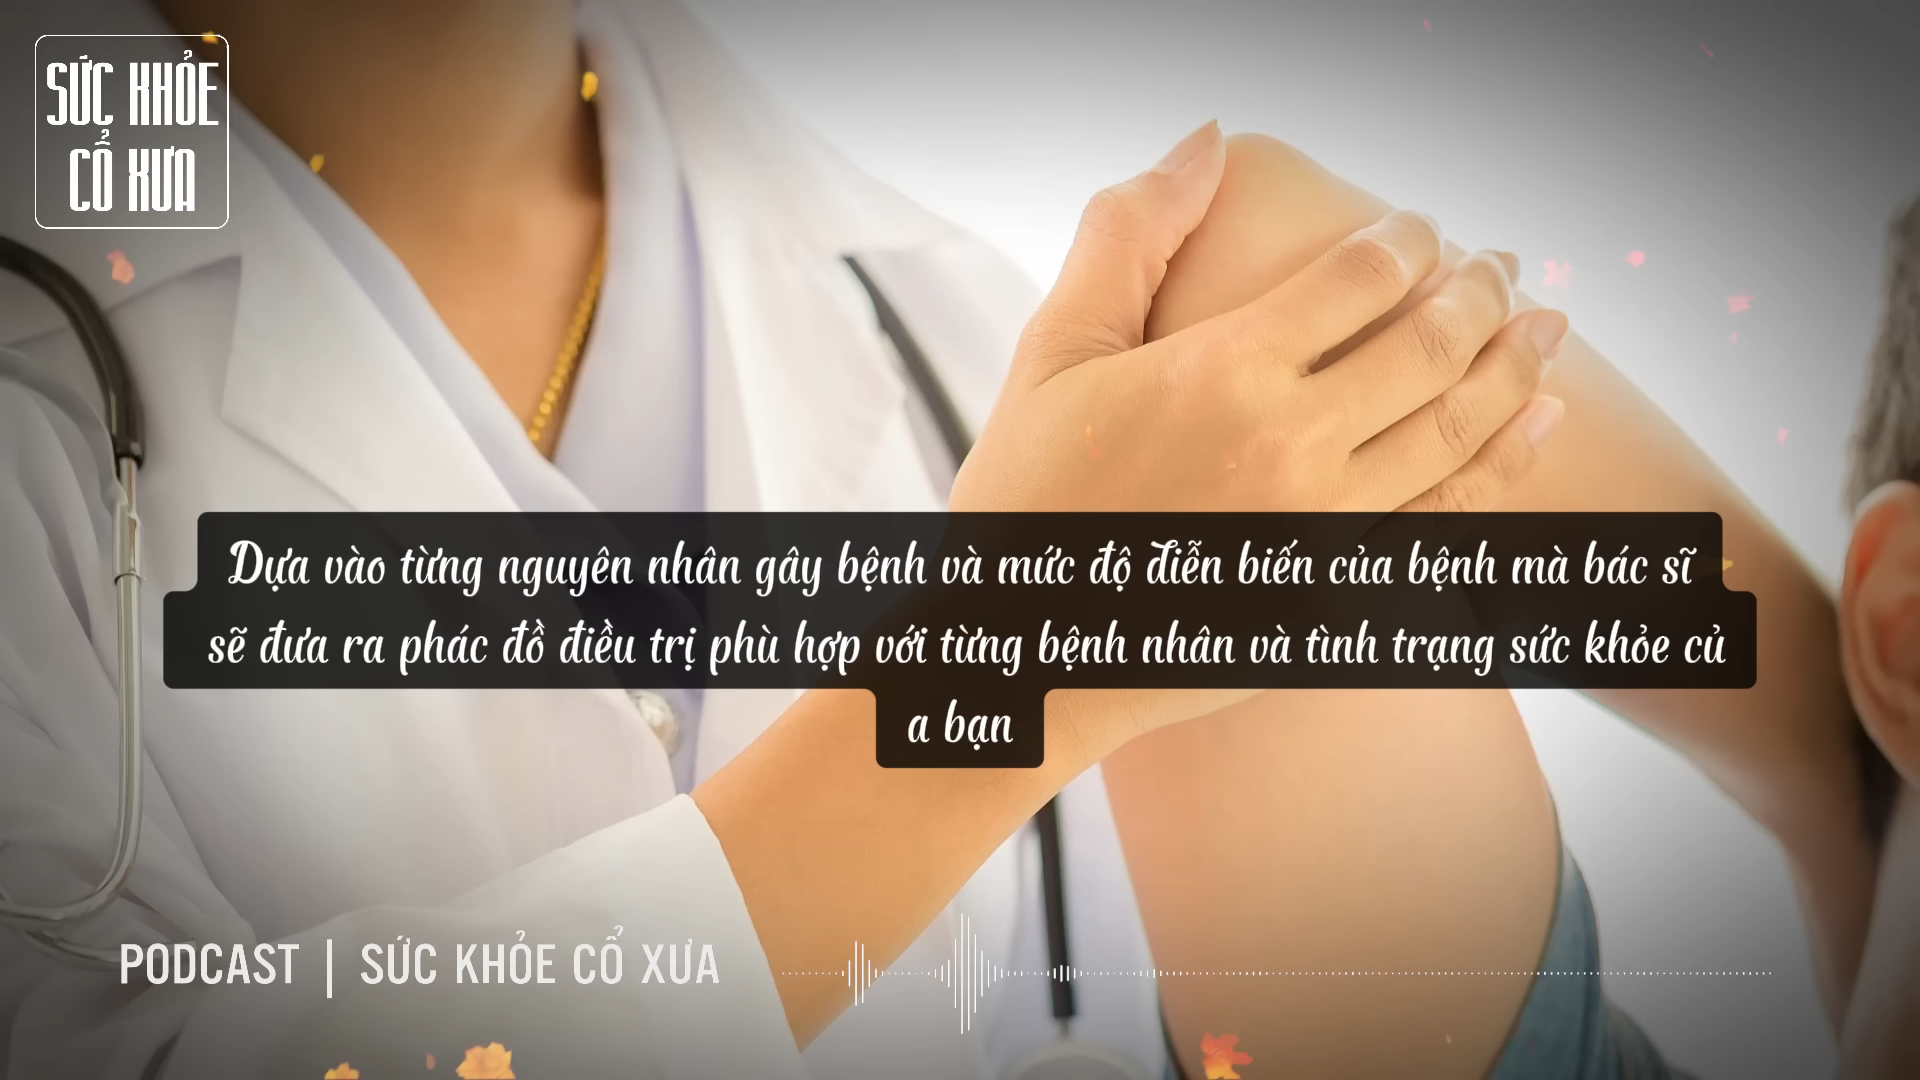 SỨC KHỎE
CỔ XƯA
Dựa vào từng nguyên nhân gây bệnh và mức độ diễn biến của bệnh mà bác sĩ
sẽ đưa ra phác đồ điều trị phù hợp với từng bệnh nhân và tình trạng sức khỏe củ
a bạn
PODCAST | SỨC KHỎE CỔ XƯA